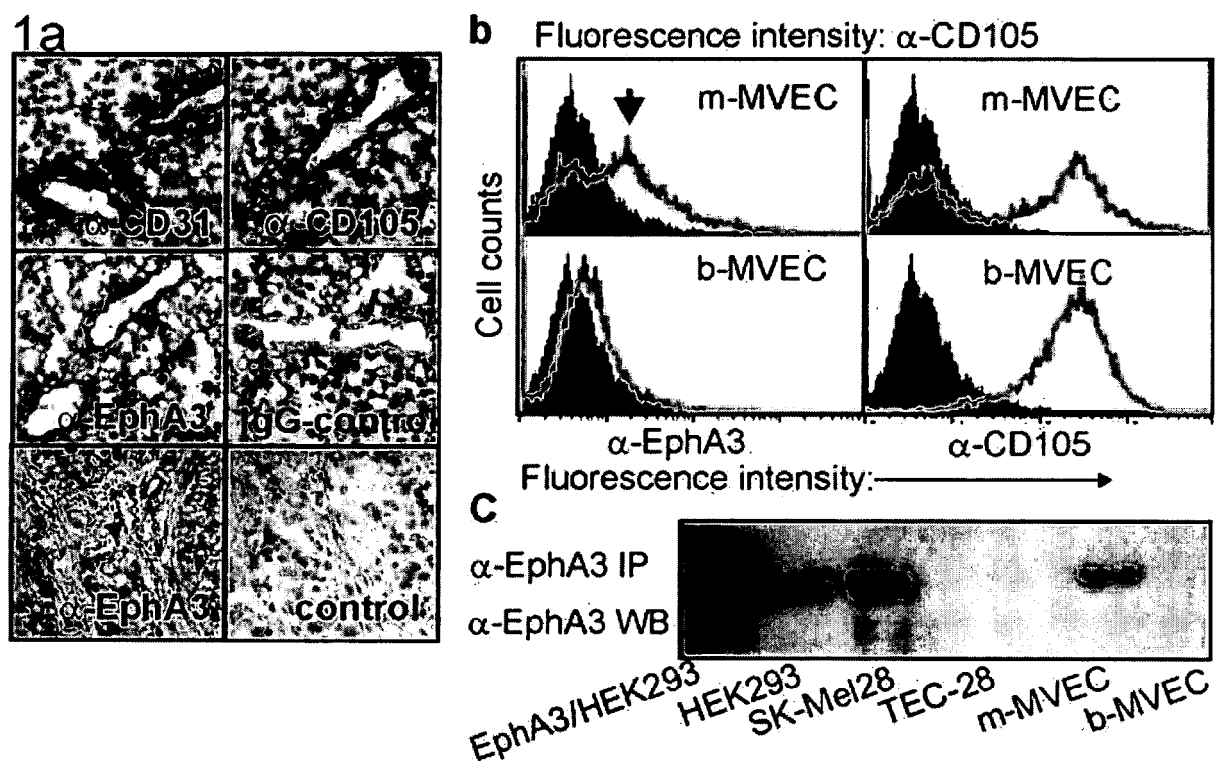 1a
α-CD31
α-CD105
α-EphA3
IgG-control
α-EphA3
control
b Fluorescence intensity: α-CD105
m-MVEC
m-MVEC
b-MVEC
b-MVEC
Cell counts
α-EphA3
α-CD105
Fluorescence intensity:
C
α-EphA3 IP
α-EphA3 WB
EphA3/HEK293
HEK293
SK-Mel28
TEC-28
m-MVEC
b-MVEC